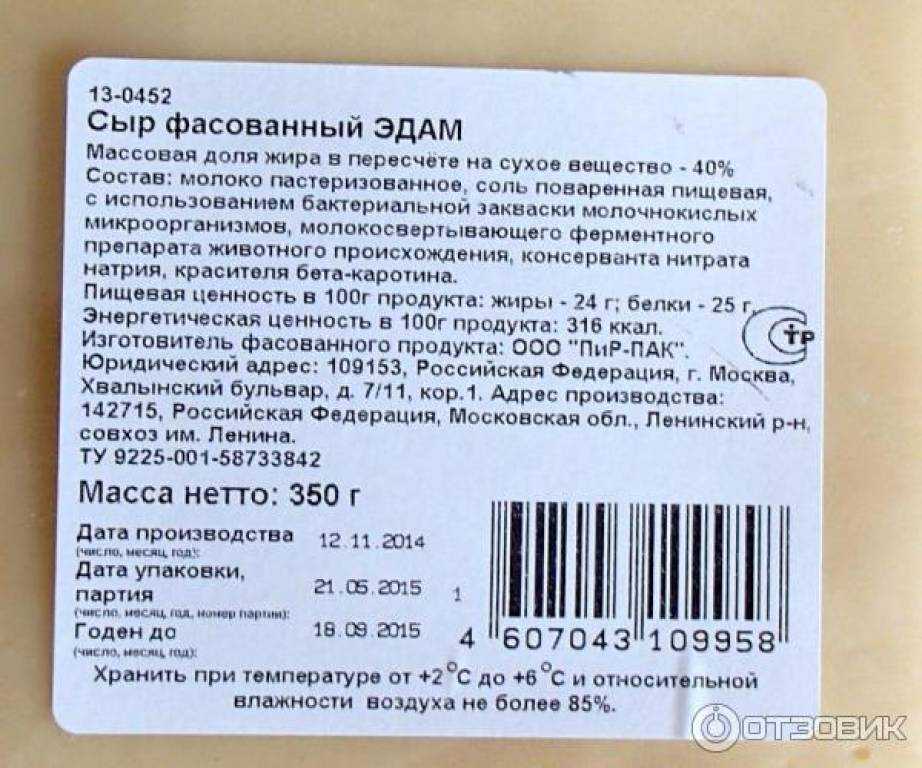 13-0452
Сыр фасованный ЭДАМ
Массовая доля жира в пересчёте на сухое вещество - 40%
Состав: молоко пастеризованное, соль поваренная пищевая,
с использованием бактериальной закваски молочнокислых
микроорганизмов, молокосвертывающего ферментного
препарата животного происхождения, консерванта нитрата
натрия, красителя бета-каротина.
Пищевая ценность в 100г продукта: жиры - 24 г; белки - 25 г.
Энергетическая ценность в 100г продукта: 316 ккал.
Изготовитель фасованного продукта: ООО "ПиР-ПАК".
Юридический адрес: 109153, Российская Федерация, г. Москва,
Хвалынский бульвар, д. 7/11, кор.1. Адрес производства:
142715, Российская Федерация, Московская обл., Ленинский р-н,
совхоз им. Ленина.
ТУ 9225-001-58733842
СТР
Масса нетто: 350 г
Дата производства 12.11.2014
(число, месяц, год):
Дата упаковки, 21.05.2015 1
партия
(число, месяц, год, номер партии):
Годен до 18.09.2015
(число, месяц, год):
4 607043 109958
Хранить при температуре от +2°С до +6°С и относительной
влажности воздуха не более 85%.
ОТЗОВИК